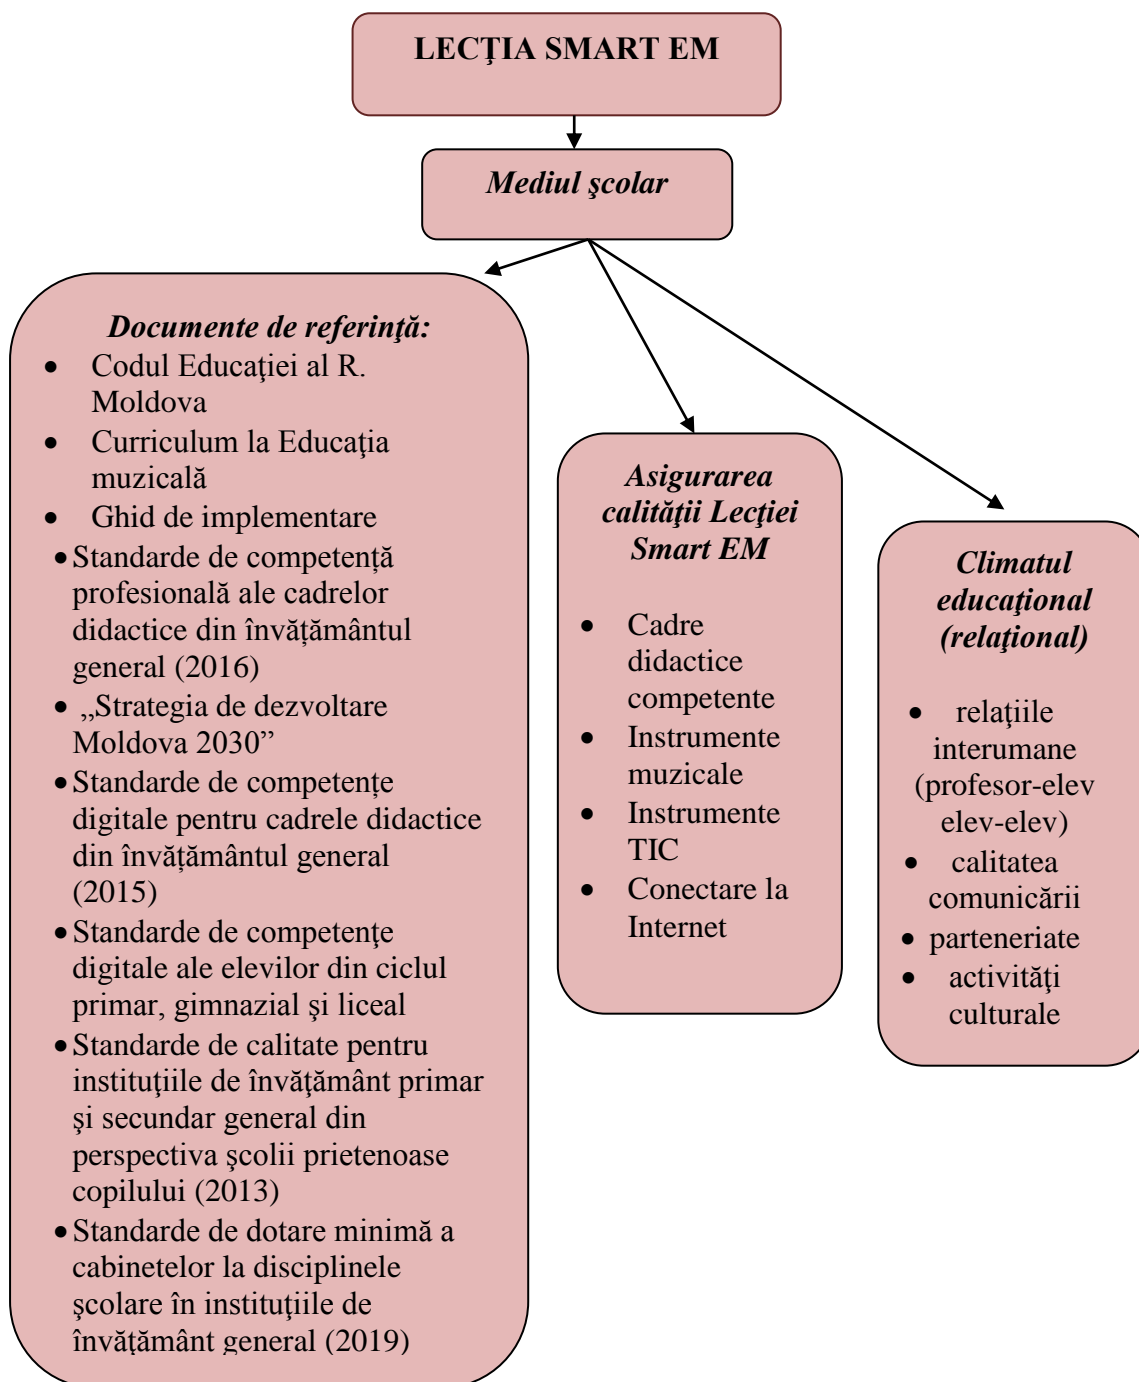 LECŢIA SMART EM
Mediul şcolar
Documente de referinţă:
• Codul Educaţiei al R.
Moldova
• Curriculum la Educaţia
muzicală
• Ghid de implementare
• Standarde de competență
profesională ale cadrelor
didactice din învățământul
general (2016)
• „Strategia de dezvoltare
Moldova 2030”
• Standarde de competențe
digitale pentru cadrele didactice
din învățământul general
(2015)
• Standarde de competenţe
digitale ale elevilor din ciclul
primar, gimnazial şi liceal
• Standarde de calitate pentru
instituţiile de învăţământ primar
şi secundar general din
perspectiva şcolii prietenoase
copilului (2013)
• Standarde de dotare minimă a
cabinetelor la disciplinele
şcolare în instituţiile de
învăţământ general (2019)
Asigurarea
calităţii Lecţiei
Smart EM
• Cadre
didactice
competente
• Instrumente
muzicale
• Instrumente
TIC
• Conectare la
Internet
Climatul
educaţional
(relaţional)
• relaţiile
interumane
(profesor-elev
elev-elev)
• calitatea
comunicării
• parteneriate
• activităţi
culturale